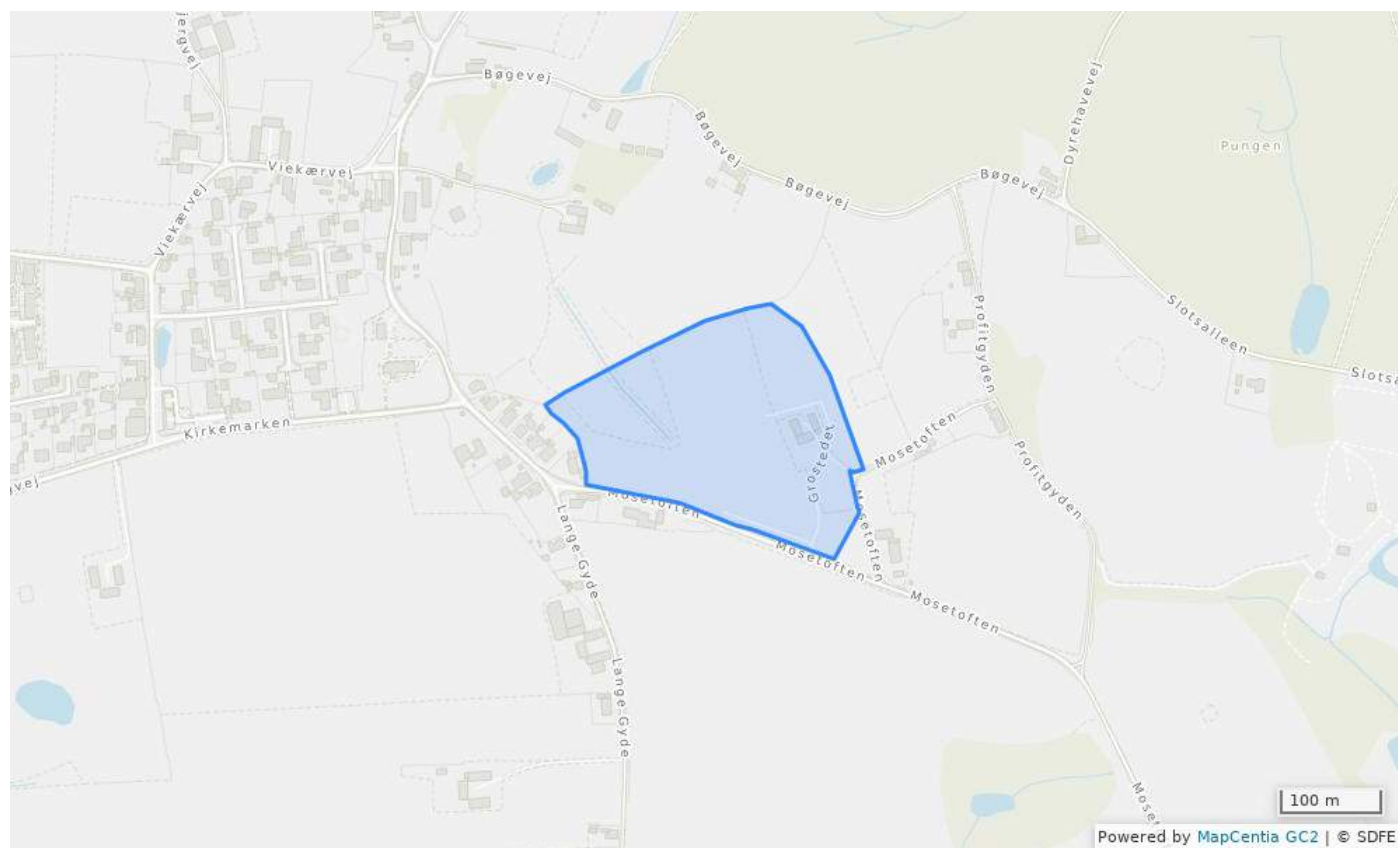 Bøgevej
Bøgevej
Bøgevej
Bøgevej
Dyrehavevej
Pungen
Viekærvej
Viekærvej
Slotsalleen
Profitgyden
Kirkemarken
Mosetoften
Grostedet
Profitgyden
Mosetoften
Mosetoften
Mosetoften
Lange-Gyde
Mosetoften
Lange-Gyde
100 m
Powered by MapCentia GC2 | © SDFE